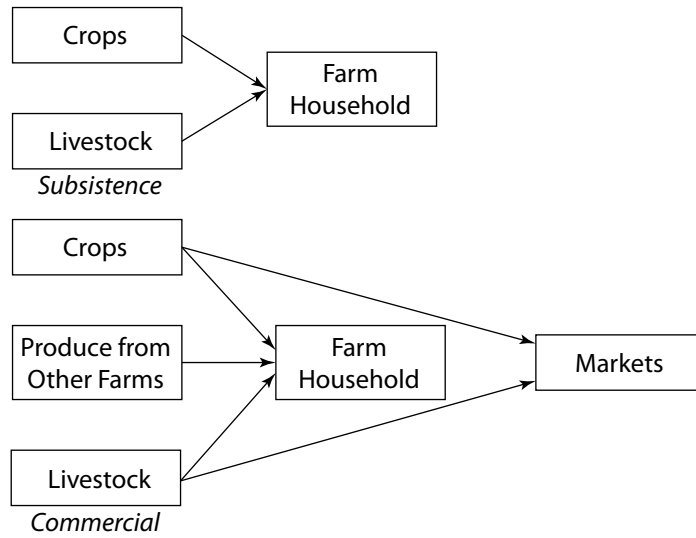 Crops
Farm
Household
Livestock
Subsistence
Crops
Produce from
Other Farms
Farm
Household
Markets
Livestock
Commercial